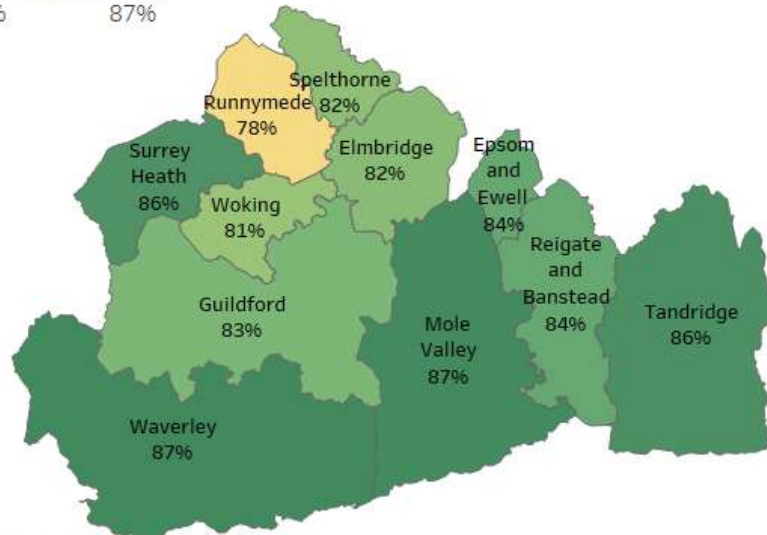 87%
Spelthorne
82%
Runnymede
78%
Elmbridge
82%
Epsom
and
Ewell
84%
Surrey
Heath
86%
Woking
81%
Reigate
and
Banstead
84%
Guildford
83%
Mole
Valley
87%
Tandridge
86%
Waverley
87%